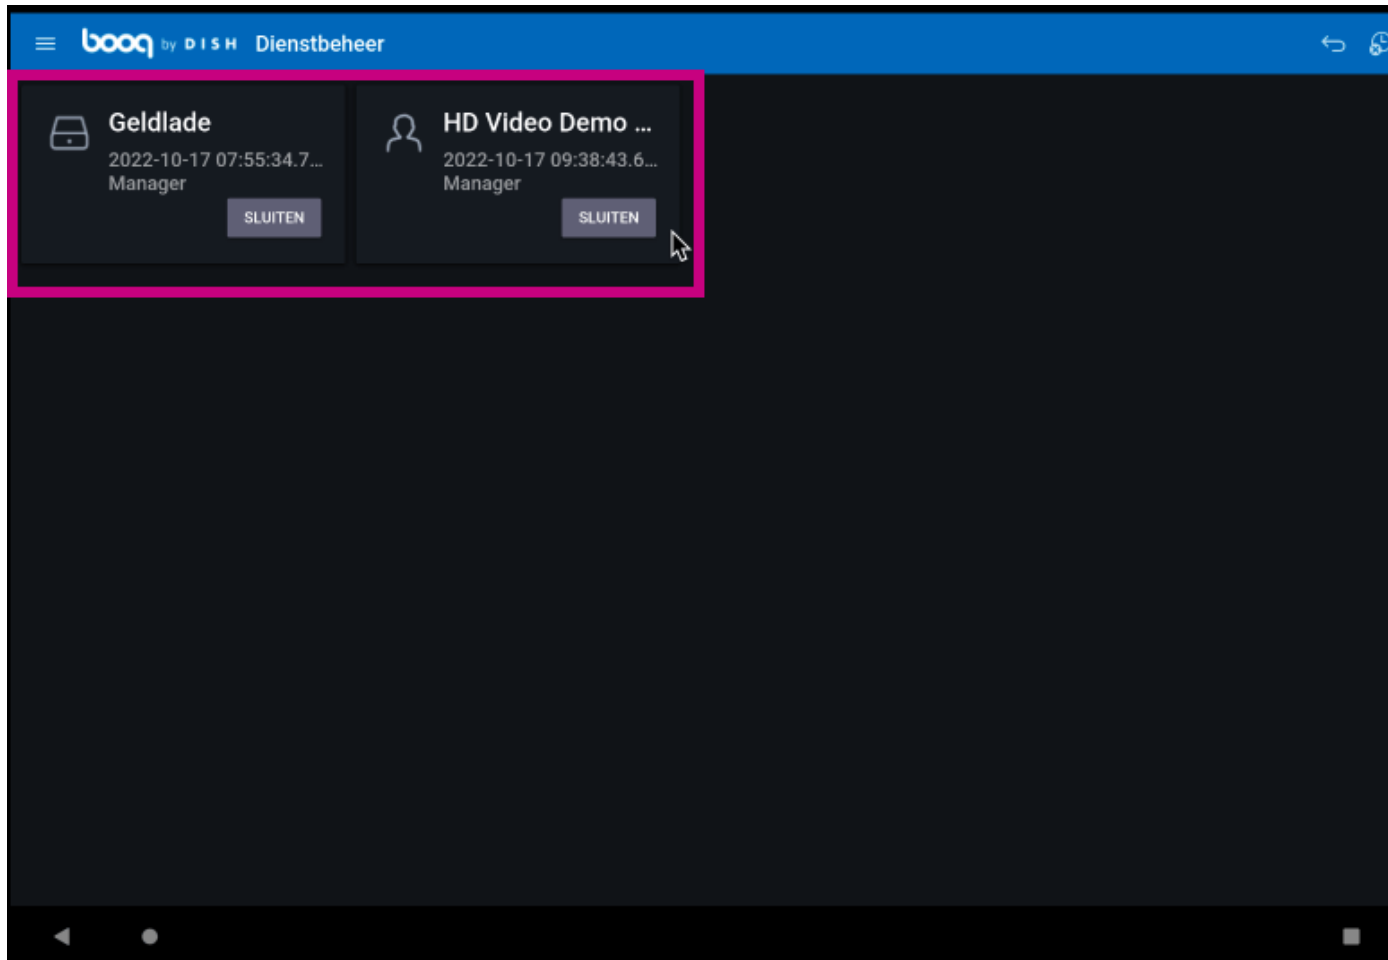 booq by DISH Dienstbeheer
Geldlade
2022-10-17 07:55:34.7...
Manager
SLUITEN
HD Video Demo ...
2022-10-17 09:38:43.6...
Manager
SLUITEN